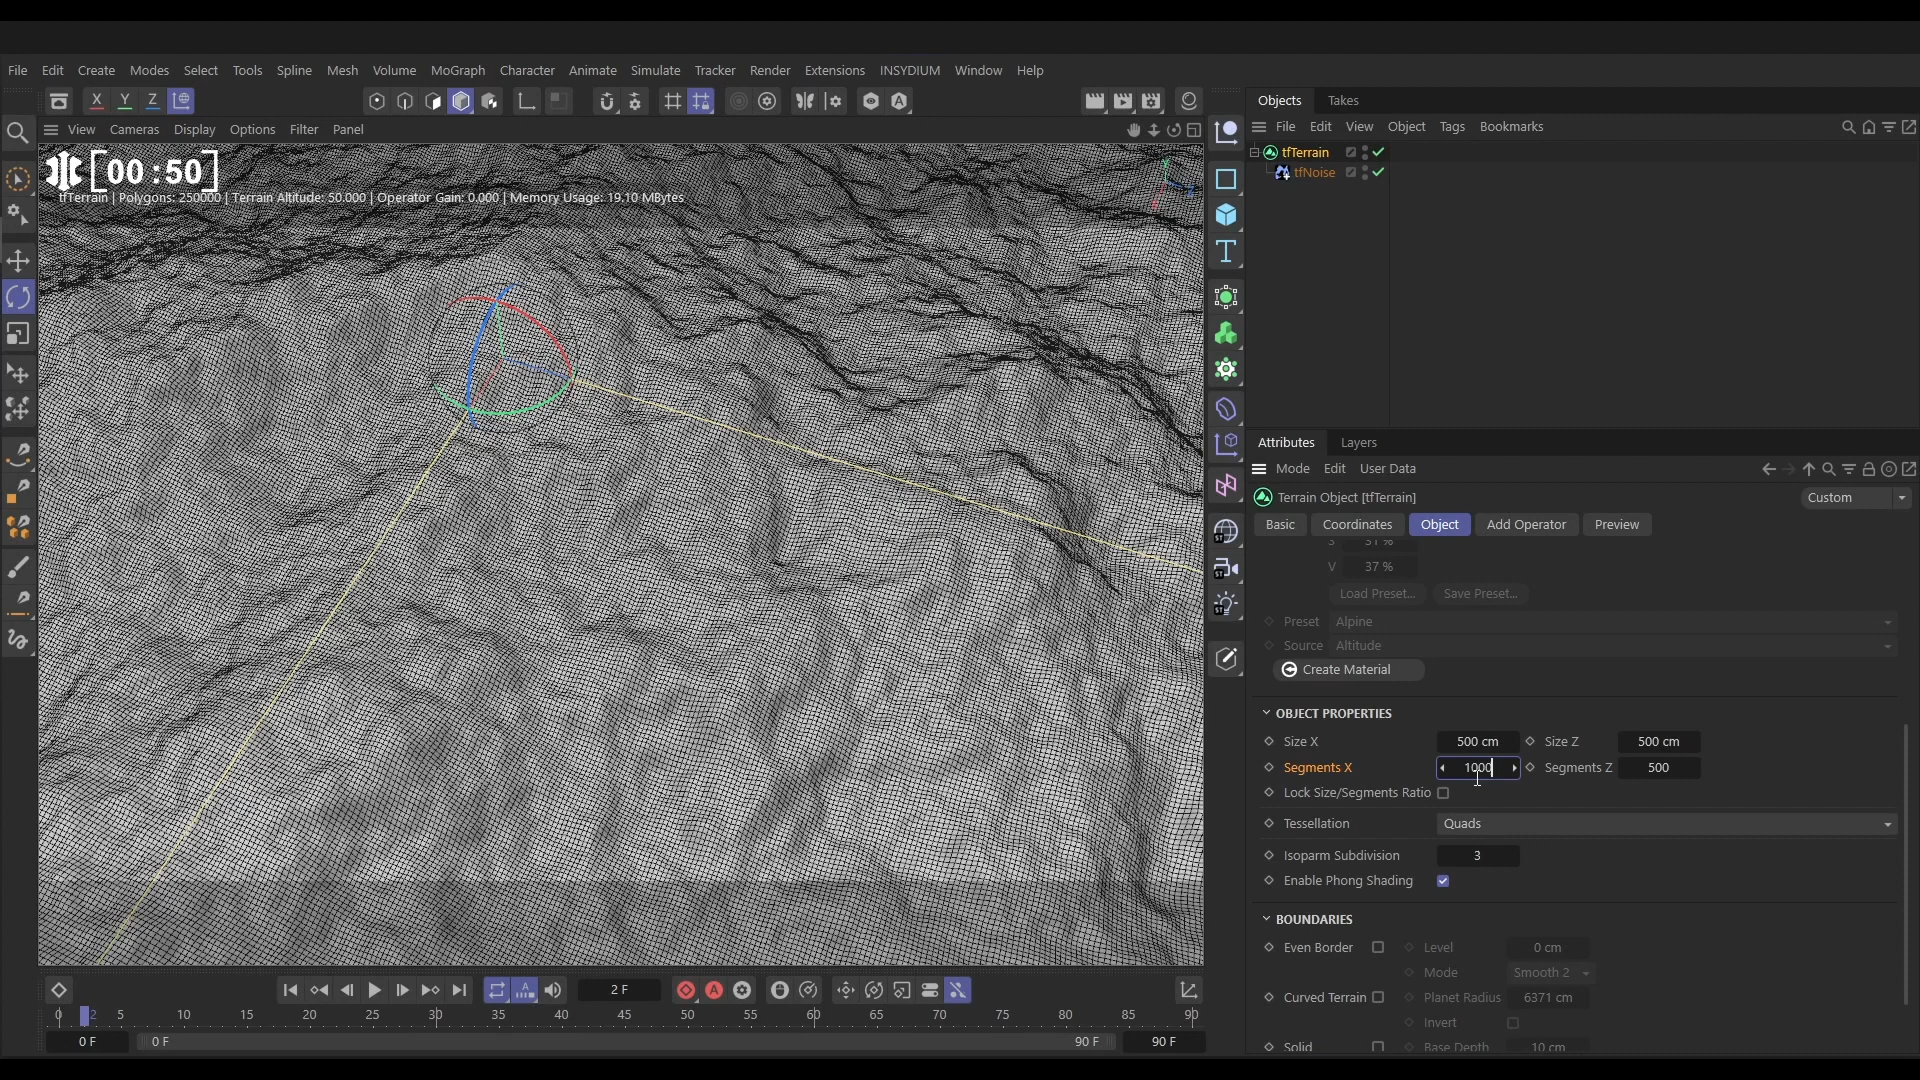 File Edit Create Modes Select Tools Spline Mesh Volume MoGraph Character Animate Simulate Tracker Render Extensions INSYDIUM Window Help
X Y Z
View Cameras Display Options Filter Panel
[00:50]
tfTerrain | Polygons: 250000 | Terrain Altitude: 50.000 | Operator Gain: 0.000 | Memory Usage: 19.10 MBytes
Objects Takes
File Edit View Object Tags Bookmarks
tfTerrain
tfNoise
Attributes Layers
Mode Edit User Data
Terrain Object [tfTerrain] Custom
Basic Coordinates Object Add Operator Preview
S 31 %
V 37 %
Load Preset... Save Preset...
Preset Alpine
Source Altitude
Create Material
OBJECT PROPERTIES
Size X 500 cm Size Z 500 cm
Segments X 1000 Segments Z 500
Lock Size/Segments Ratio
Tessellation Quads
Isoparm Subdivision 3
Enable Phong Shading
BOUNDARIES
Even Border Level 0 cm
Mode Smooth 2
Curved Terrain Planet Radius 6371 cm
Invert
Solid Base Depth 10 cm
2 F
0 2 5 10 15 20 25 30 35 40 45 50 55 60 65 70 75 80 85 90
0 F 0 F 90 F 90 F